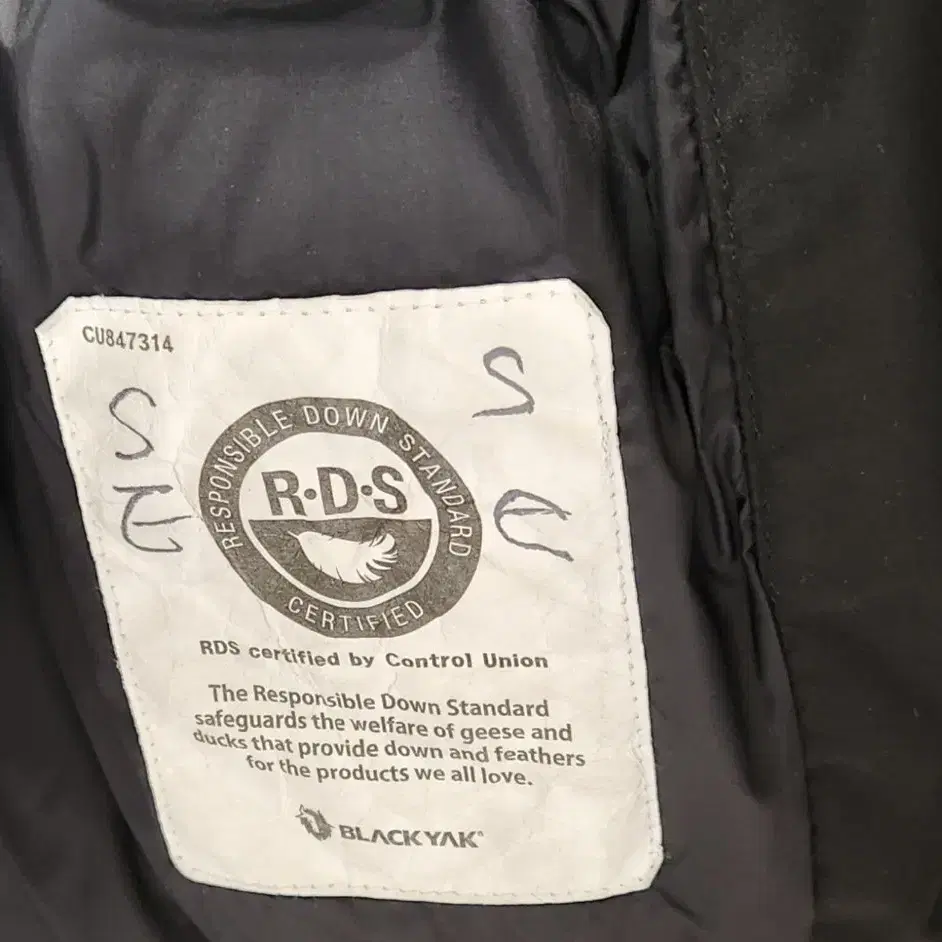 CU847314
S
S
E
e
RESPONSIBLE DOWN STANDARD
R·D·S
CERTIFIED
RDS certified by Control Union
The Responsible Down Standard
safeguards the welfare of geese and
ducks that provide down and feathers
for the products we all love.
BLACKYAK®